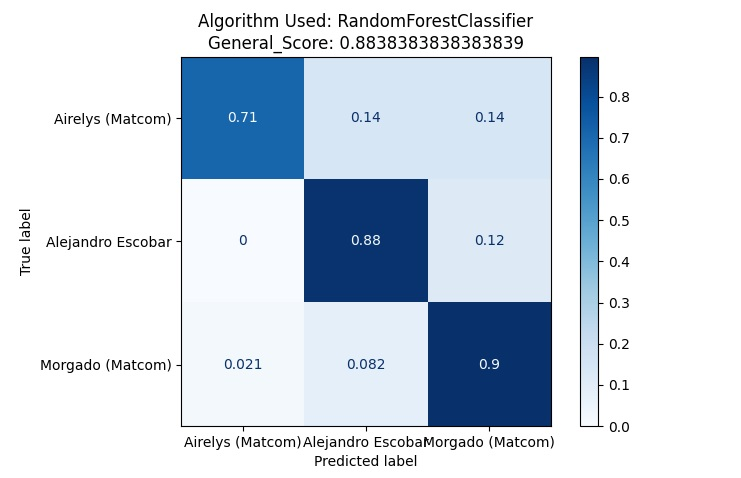 Algorithm Used: RandomForestClassifier
General_Score: 0.8838383838383839
True label
Airelys (Matcom)
0.71
0.14
0.14
Alejandro Escobar
0
0.88
0.12
Morgado (Matcom)
0.021
0.082
0.9
Airelys (Matcom)
Alejandro Escobar
Morgado (Matcom)
Predicted label
0.8
0.7
0.6
0.5
0.4
0.3
0.2
0.1
0.0